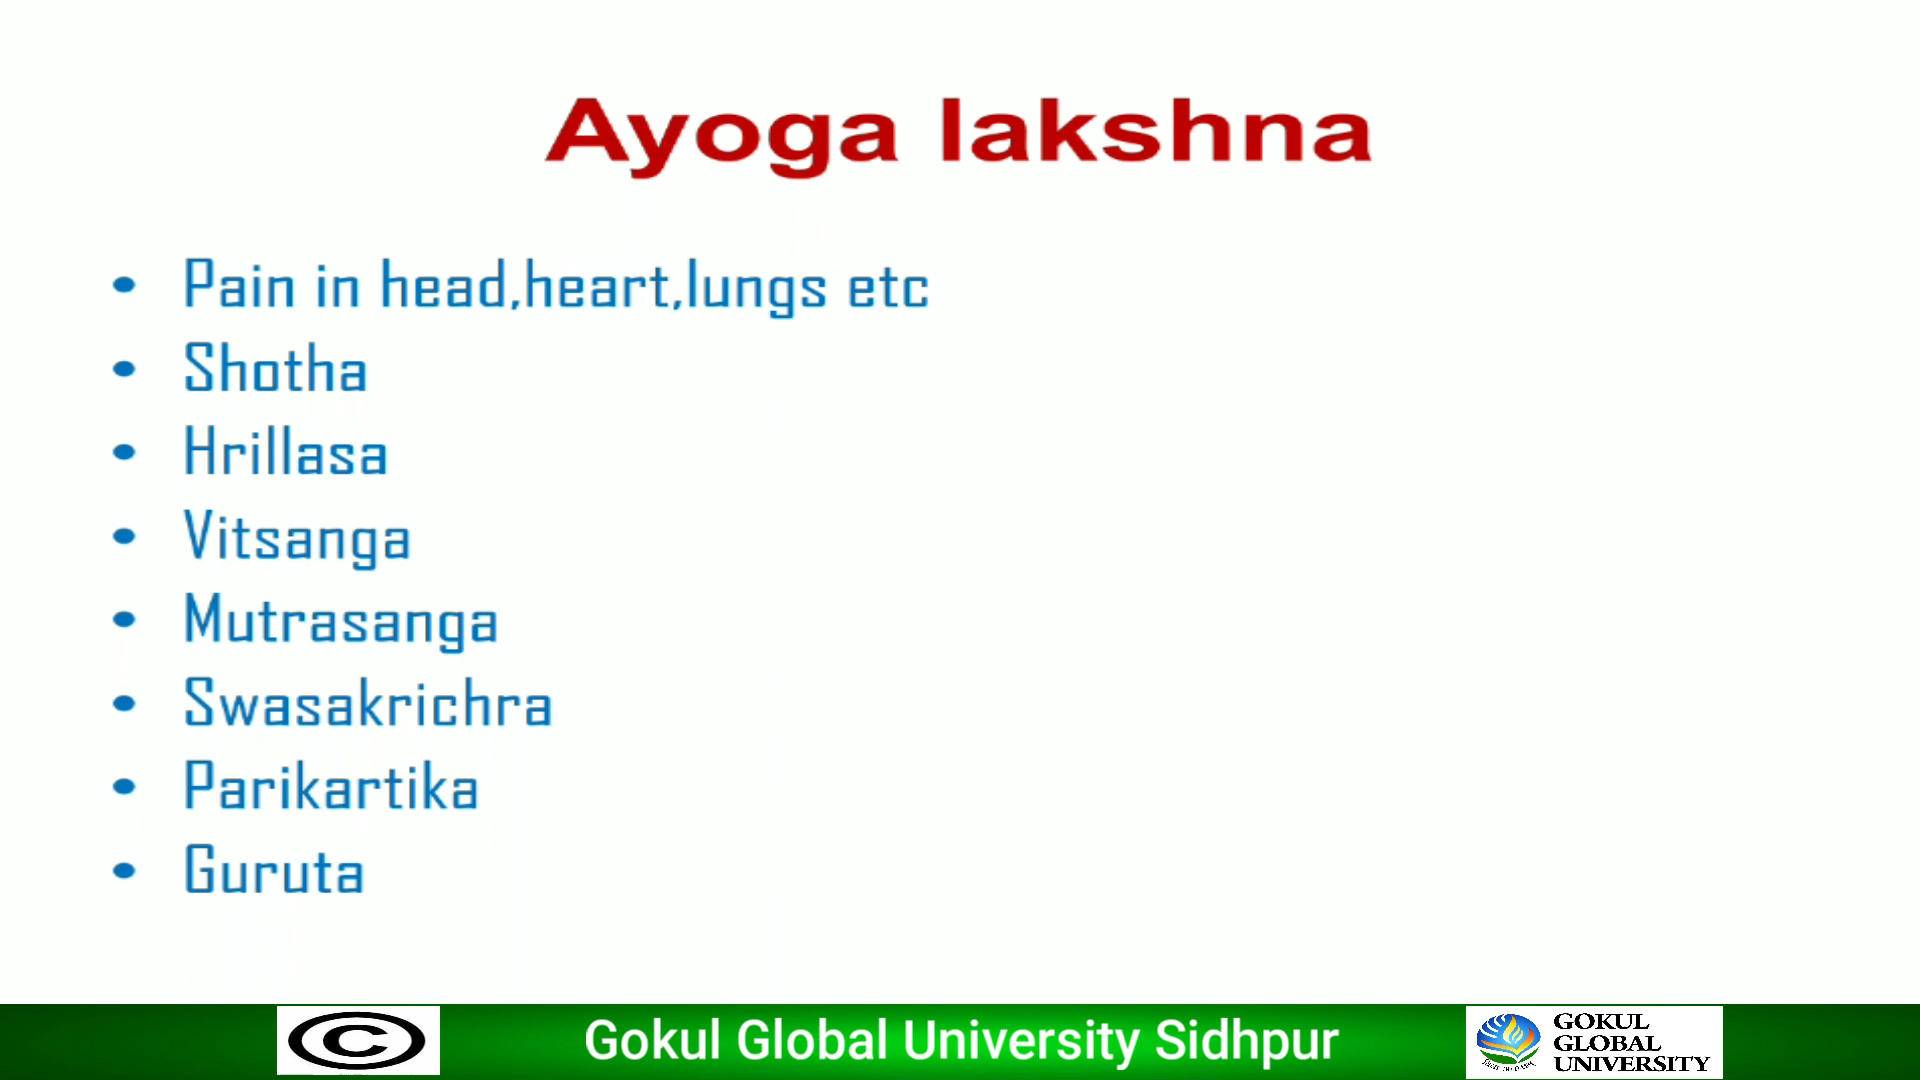 Ayoga lakshna
• Pain in head,heart,lungs etc
• Shotha
• Hrillasa
• Vitsanga
• Mutrasanga
• Swasakrichra
• Parikartika
• Guruta
©
Gokul Global University Sidhpur
GOKUL
GLOBAL
UNIVERSITY